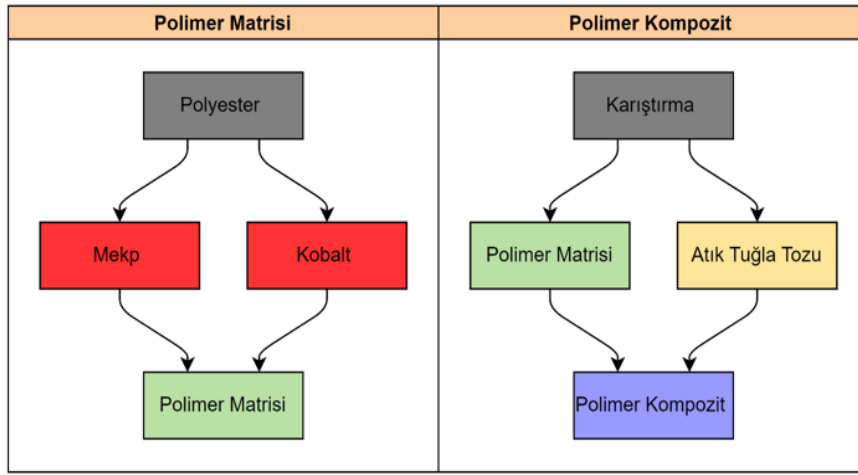 Polimer Matrisi
Polimer Kompozit
Polyester
Karıştırma
Mekp
Kobalt
Polimer Matrisi
Atık Tuğla Tozu
Polimer Matrisi
Polimer Kompozit